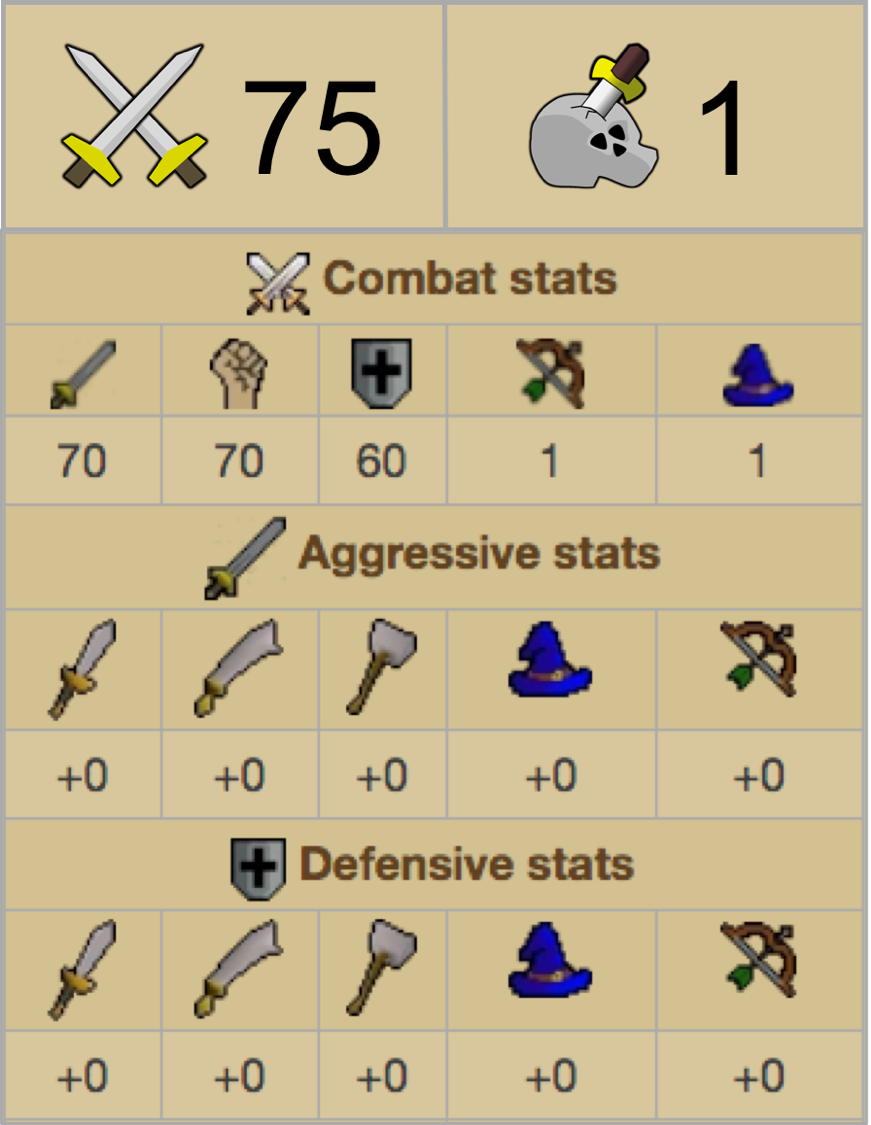 75 1
Combat stats
70 70 60 1 1
Aggressive stats
+0 +0 +0 +0 +0
Defensive stats
+0 +0 +0 +0 +0